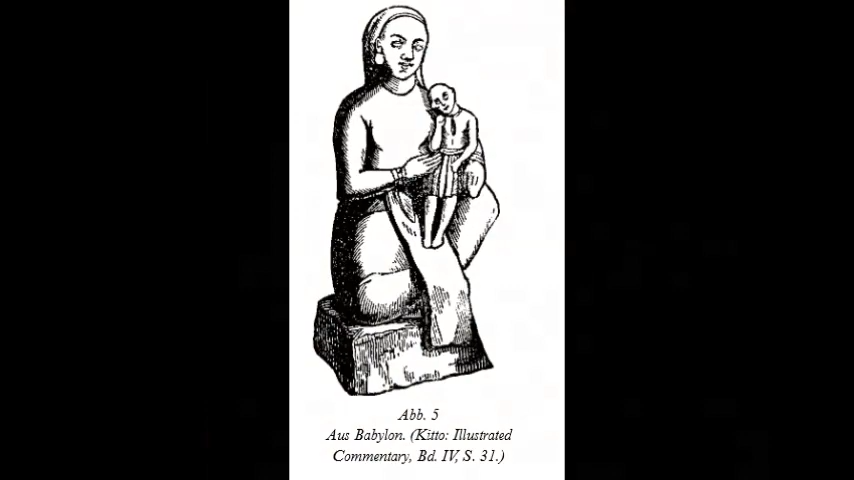 Abb. 5
Aus Babylon. (Kitto: Illustrated
Commentary, Bd. IV, S. 31.)